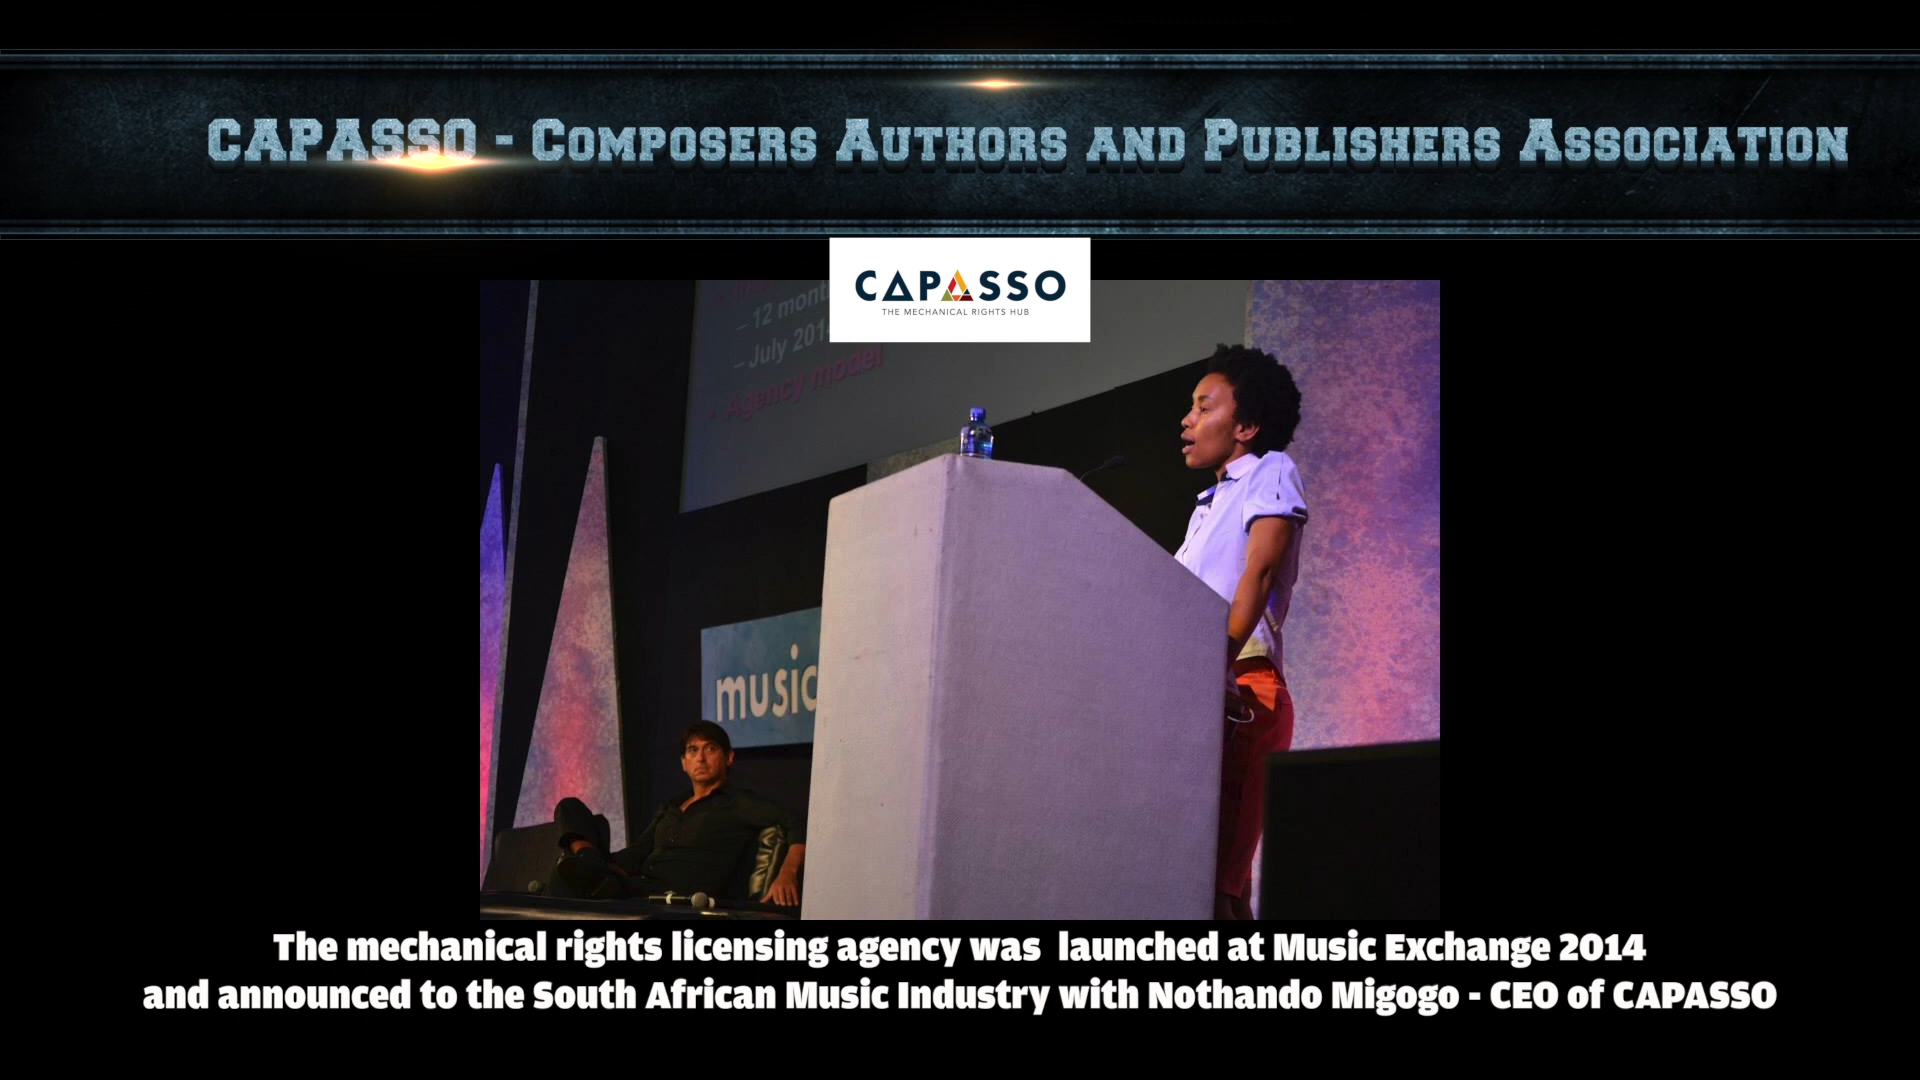 CAPASSO - Composers Authors and Publishers Association
CAPASSO
THE MECHANICAL RIGHTS HUB
– 12 mont
– July 201
• Agency model
music
The mechanical rights licensing agency was launched at Music Exchange 2014
and announced to the South African Music Industry with Nothando Migogo - CEO of CAPASSO